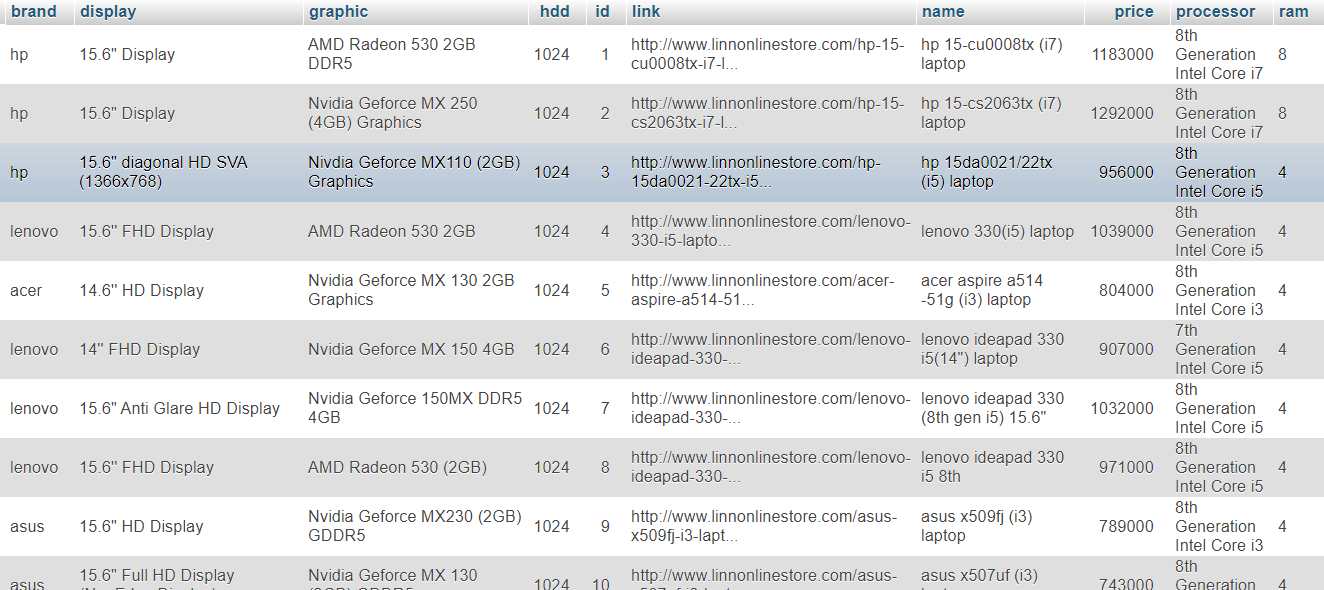 brand display graphic hdd id link name price processor ram
hp 15.6" Display AMD Radeon 530 2GB DDR5 1024 1 http://www.linnonlinestore.com/hp-15-cu0008tx-i7-l... hp 15-cu0008tx (i7) laptop 1183000 8th Generation Intel Core i7 8
hp 15.6" Display Nvidia Geforce MX 250 (4GB) Graphics 1024 2 http://www.linnonlinestore.com/hp-15-cs2063tx-i7-l... hp 15-cs2063tx (i7) laptop 1292000 8th Generation Intel Core i7 8
hp 15.6" diagonal HD SVA (1366x768) Nivdia Geforce MX110 (2GB) Graphics 1024 3 http://www.linnonlinestore.com/hp-15da0021-22tx-i5... hp 15da0021/22tx (i5) laptop 956000 8th Generation Intel Core i5 4
lenovo 15.6" FHD Display AMD Radeon 530 2GB 1024 4 http://www.linnonlinestore.com/lenovo-330-i5-lapto... lenovo 330(i5) laptop 1039000 8th Generation Intel Core i5 4
acer 14.6" HD Display Nvidia Geforce MX 130 2GB Graphics 1024 5 http://www.linnonlinestore.com/acer-aspire-a514-51... acer aspire a514 -51g (i3) laptop 804000 8th Generation Intel Core i3 4
lenovo 14" FHD Display Nvidia Geforce MX 150 4GB 1024 6 http://www.linnonlinestore.com/lenovo-ideapad-330-... lenovo ideapad 330 i5(14") laptop 907000 7th Generation Intel Core i5 4
lenovo 15.6" Anti Glare HD Display Nvidia Geforce 150MX DDR5 4GB 1024 7 http://www.linnonlinestore.com/lenovo-ideapad-330-... lenovo ideapad 330 (8th gen i5) 15.6" 1032000 8th Generation Intel Core i5 4
lenovo 15.6" FHD Display AMD Radeon 530 (2GB) 1024 8 http://www.linnonlinestore.com/lenovo-ideapad-330-... lenovo ideapad 330 i5 8th 971000 8th Generation Intel Core i5 4
asus 15.6" HD Display Nvidia Geforce MX230 (2GB) GDDR5 1024 9 http://www.linnonlinestore.com/asus-x509fj-i3-lapt... asus x509fj (i3) laptop 789000 8th Generation Intel Core i3 4
asus 15.6" Full HD Display Nvidia Geforce MX 130 1024 10 http://www.linnonlinestore.com/asus- asus x507uf (i3) 743000 8th Generation 4